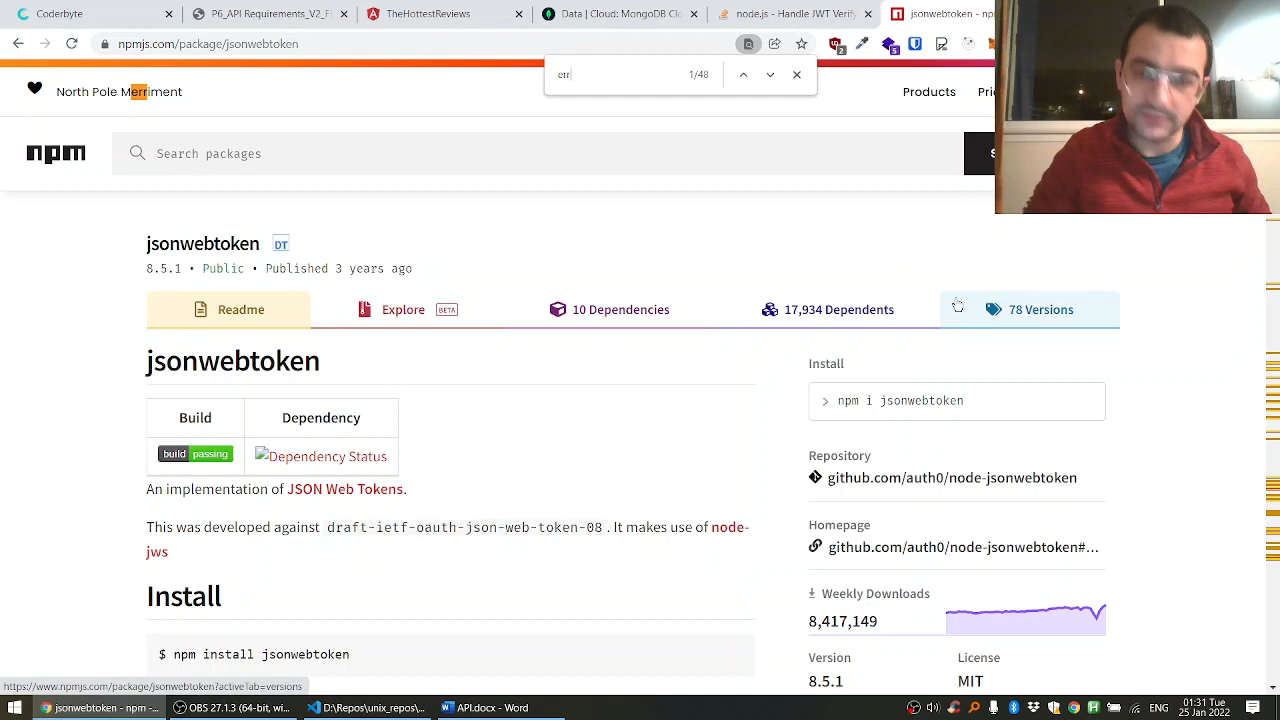 Coderbyte
P6_API Requirements_V2_F
TheHottestReviews
Data | Cloud: MongoDB Cl
node.js - Handle JWT Verify
jsonwebtoken - np
npmjs.com/package/jsonwebtoken
2
5
err
1/48
North Pole Merriment
Products
Pri
npm
Search packages
S
jsonwebtoken
DT
8.5.1 • Public • Published 3 years ago
Readme
Explore BETA
10 Dependencies
17,934 Dependents
78 Versions
jsonwebtoken
Build
Dependency
build passing
Dependency Status
An implementation of JSON Web Tokens.
This was developed against draft-ietf-oauth-json-web-token-08. It makes use of node-
jws
Install
$ npm install jsonwebtoken
Install
> npm i jsonwebtoken
Repository
github.com/auth0/node-jsonwebtoken
Homepage
github.com/auth0/node-jsonwebtoken#...
Weekly Downloads
8,417,149
Version
License
8.5.1
MIT
https://www.npmjs.com/package/jsonwebtoken?activeTab=versions
jsonwebtoken - npm -...
OBS 27.1.3 (64-bit, win...
D:\Repos\unix_repos\...
API.docx - Word
ENG
01:31 Tue
25 Jan 2022